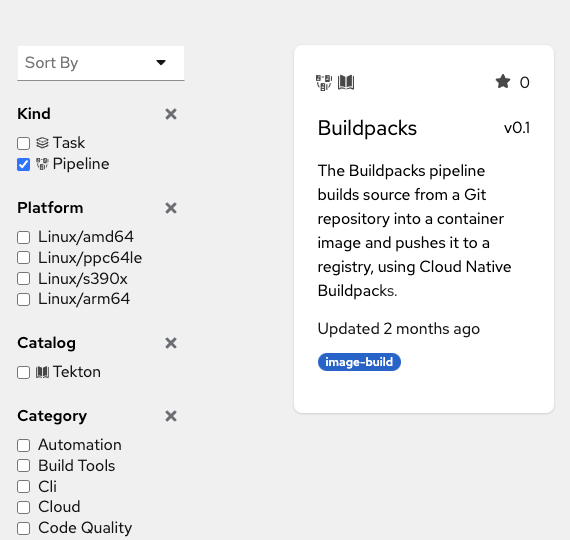 Sort By
Kind
Task
Pipeline
Platform
Linux/amd64
Linux/ppc64le
Linux/s390x
Linux/arm64
Catalog
Tekton
Category
Automation
Build Tools
Cli
Cloud
Code Quality
0
Buildpacks v0.1
The Buildpacks pipeline
builds source from a Git
repository into a container
image and pushes it to a
registry, using Cloud Native
Buildpacks.
Updated 2 months ago
image-build